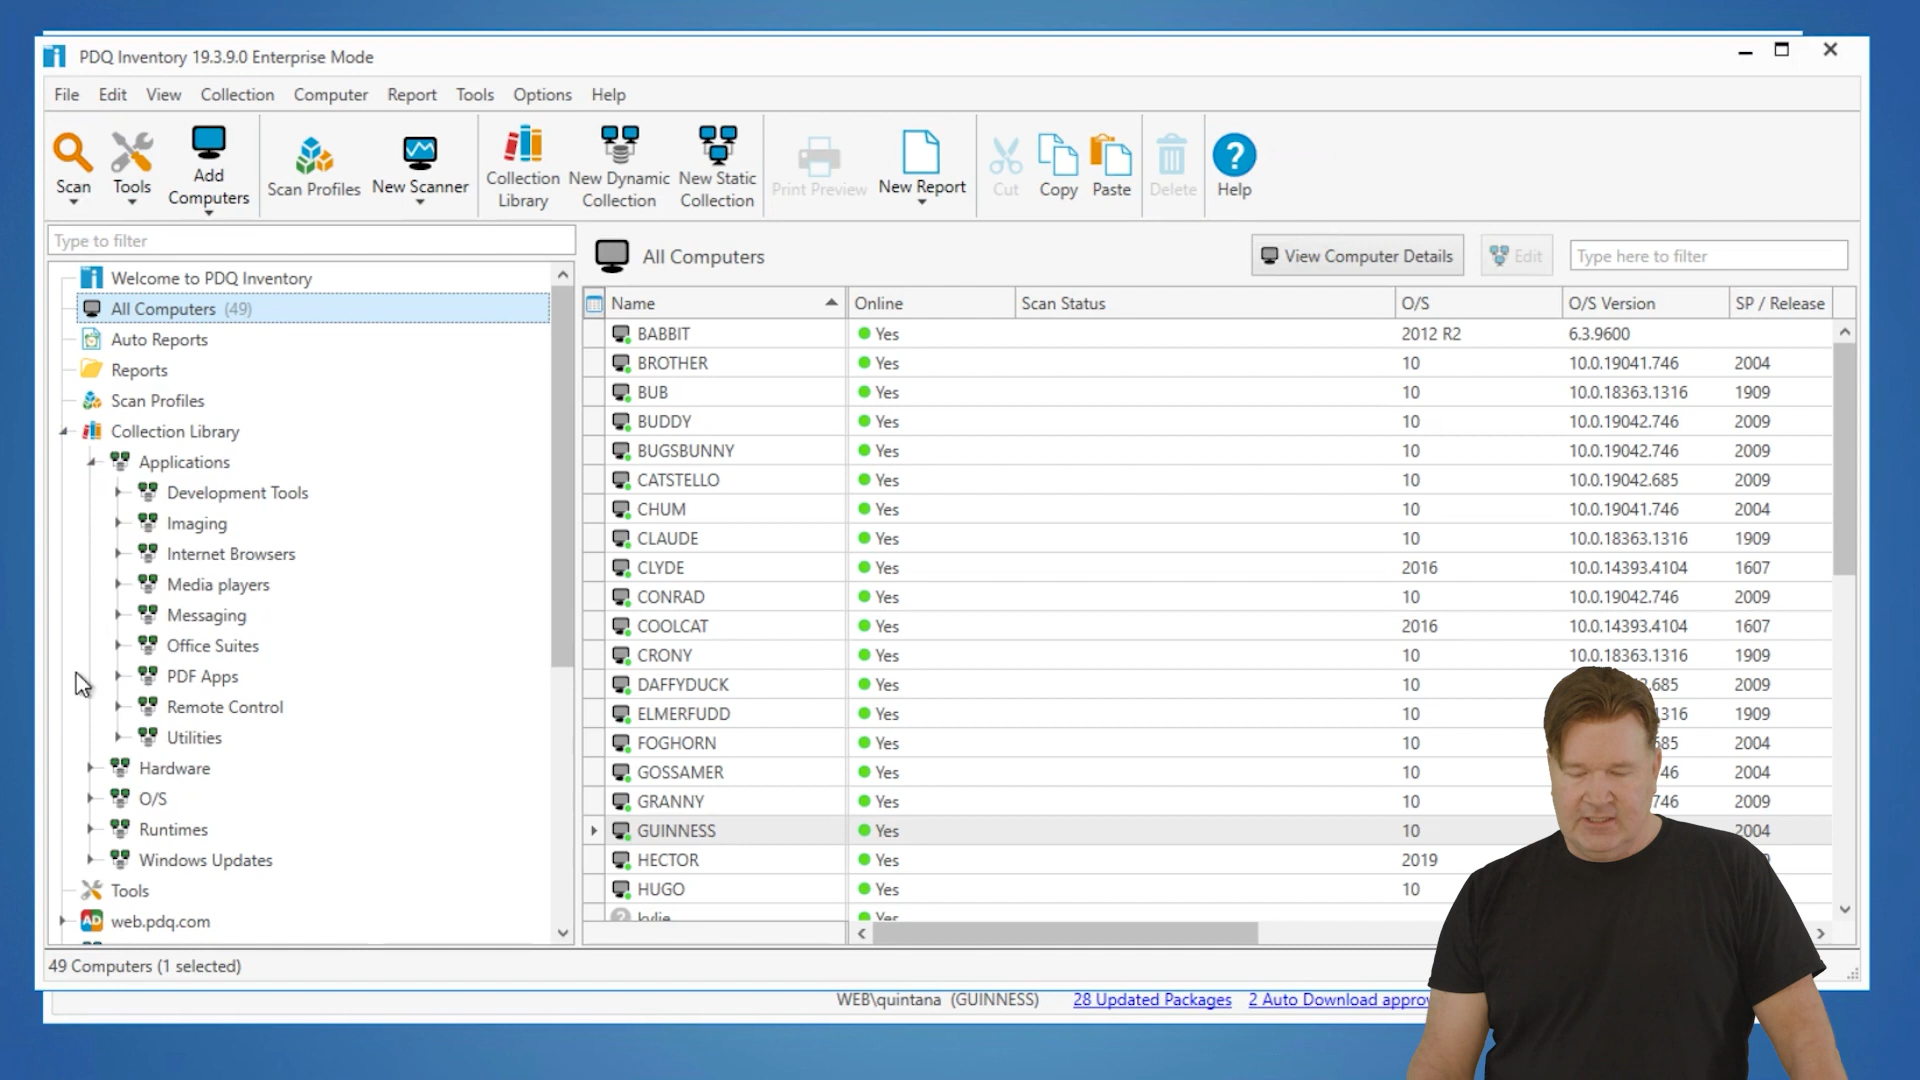 PDQ Inventory 19.3.9.0 Enterprise Mode
File Edit View Collection Computer Report Tools Options Help
Scan Tools Add Computers Scan Profiles New Scanner Collection Library New Dynamic Collection New Static Collection Print Preview New Report Cut Copy Paste Delete Help
Type to filter
All Computers View Computer Details Edit Type here to filter
Welcome to PDQ Inventory
All Computers (49)
Auto Reports
Reports
Scan Profiles
Collection Library
Applications
Development Tools
Imaging
Internet Browsers
Media players
Messaging
Office Suites
PDF Apps
Remote Control
Utilities
Hardware
O/S
Runtimes
Windows Updates
Tools
AD web.pdq.com
Name Online Scan Status O/S O/S Version SP / Release
BABBIT Yes 2012 R2 6.3.9600
BROTHER Yes 10 10.0.19041.746 2004
BUB Yes 10 10.0.18363.1316 1909
BUDDY Yes 10 10.0.19042.746 2009
BUGSBUNNY Yes 10 10.0.19042.746 2009
CATSTELLO Yes 10 10.0.19042.685 2009
CHUM Yes 10 10.0.19041.746 2004
CLAUDE Yes 10 10.0.18363.1316 1909
CLYDE Yes 2016 10.0.14393.4104 1607
CONRAD Yes 10 10.0.19042.746 2009
COOLCAT Yes 2016 10.0.14393.4104 1607
CRONY Yes 10 10.0.18363.1316 1909
DAFFYDUCK Yes 10 .685 2009
ELMERFUDD Yes 10 1316 1909
FOGHORN Yes 10 2004
GOSSAMER Yes 10 46 2004
GRANNY Yes 10 746 2009
GUINNESS Yes 10 2004
HECTOR Yes 2019
HUGO Yes 10
kylie Yes
49 Computers (1 selected)
WEB\quintana (GUINNESS) 28 Updated Packages 2 Auto Download